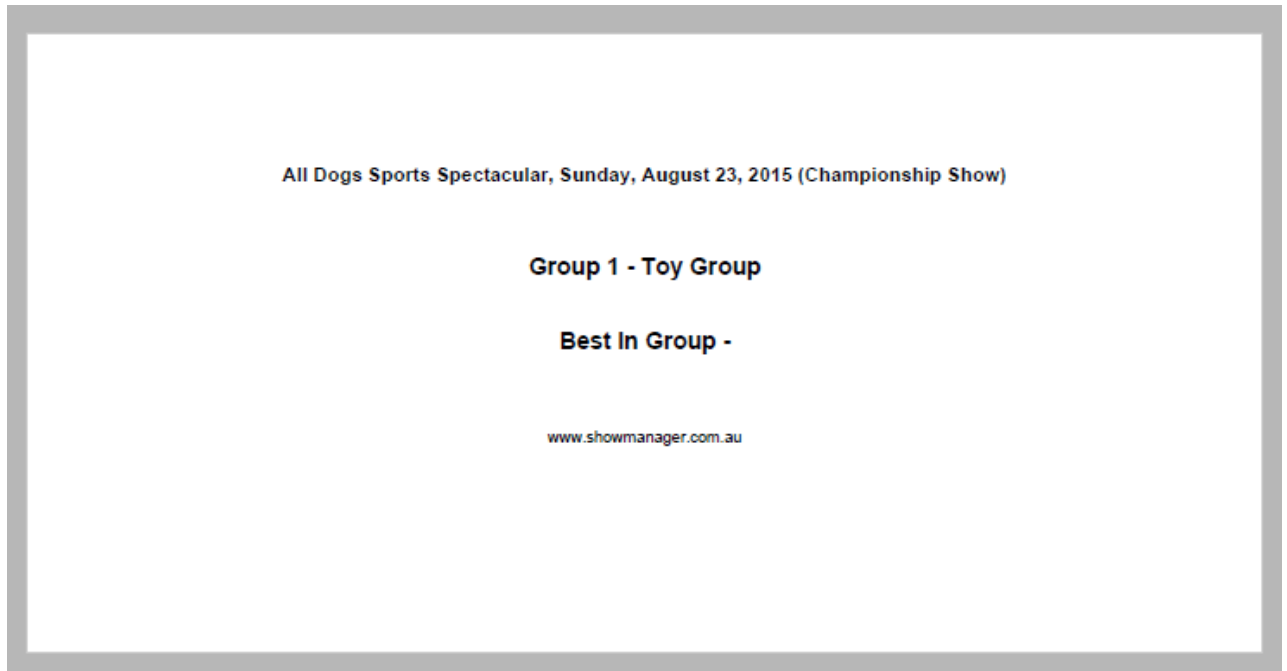 All Dogs Sports Spectacular, Sunday, August 23, 2015 (Championship Show)
Group 1 - Toy Group
Best In Group -
www.showmanager.com.au